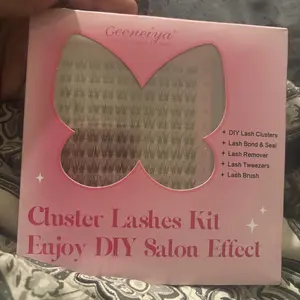 Geeneiya
+ DIY Lash Clusters
+ Lash Bond & Seal
+ Lash Remover
+ Lash Tweezers
+ Lash Brush
Cluster Lashes Kit
Enjoy DIY Salon Effect